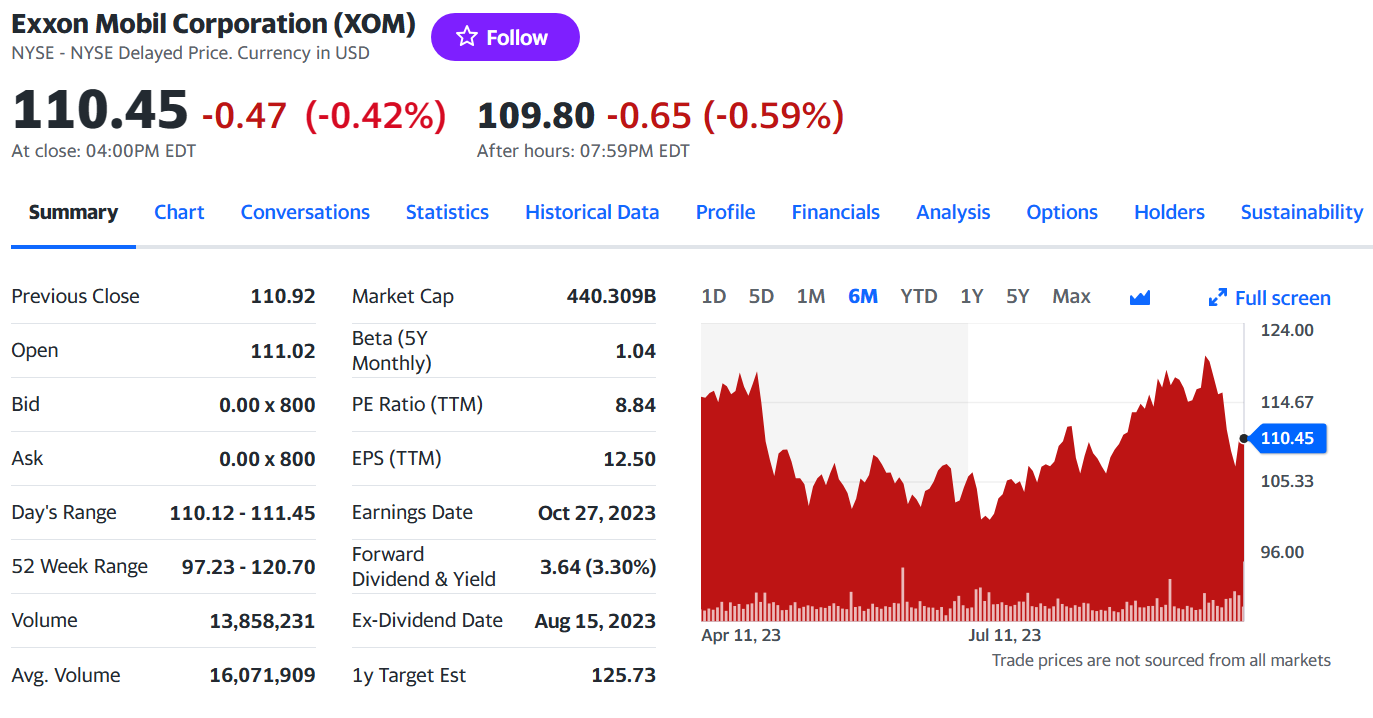 Exxon Mobil Corporation (XOM)
Follow
NYSE - NYSE Delayed Price. Currency in USD
110.45 -0.47 (-0.42%) 109.80 -0.65 (-0.59%)
At close: 04:00PM EDT After hours: 07:59PM EDT
Summary Chart Conversations Statistics Historical Data Profile Financials Analysis Options Holders Sustainability
Previous Close 110.92
Open 111.02
Bid 0.00 x 800
Ask 0.00 x 800
Day's Range 110.12 - 111.45
52 Week Range 97.23 - 120.70
Volume 13,858,231
Avg. Volume 16,071,909
Market Cap 440.309B
Beta (5Y
Monthly) 1.04
PE Ratio (TTM) 8.84
EPS (TTM) 12.50
Earnings Date Oct 27, 2023
Forward
Dividend & Yield 3.64 (3.30%)
Ex-Dividend Date Aug 15, 2023
1y Target Est 125.73
1D 5D 1M 6M YTD 1Y 5Y Max Full screen
124.00
114.67
110.45
105.33
96.00
Apr 11, 23 Jul 11, 23
Trade prices are not sourced from all markets